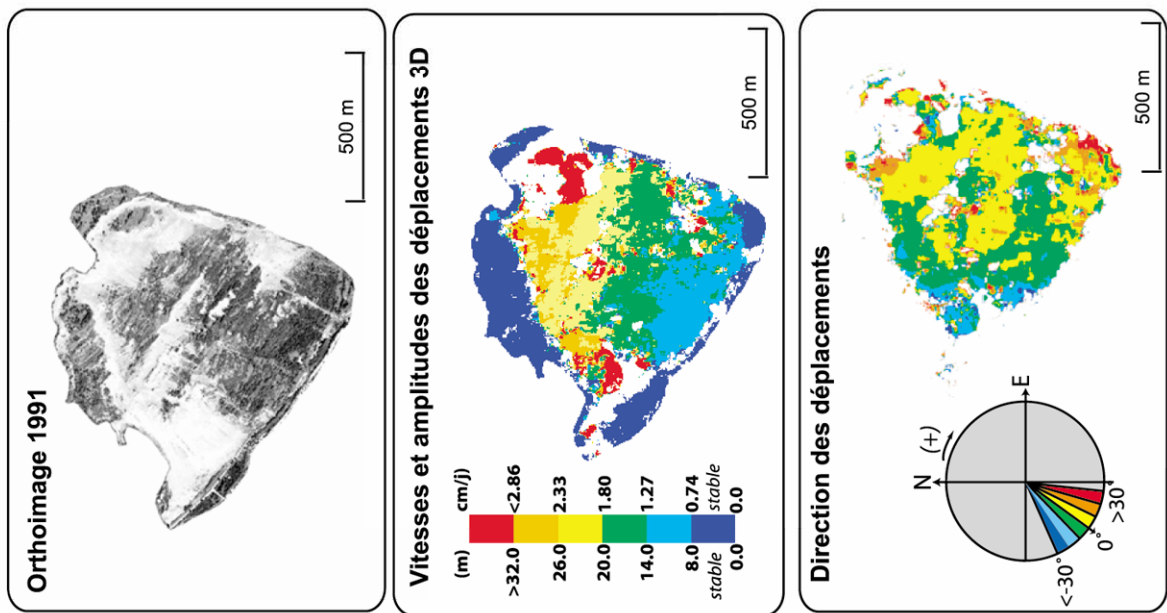 Orthoimage 1991
500 m
Vitesses et amplitudes des déplacements 3D
500 m
(m) cm/j
>32.0 <2.86
26.0 2.33
20.0 1.80
14.0 1.27
8.0 0.74
stable stable
0.0 0.0
Direction des déplacements
500 m
N
(+)
E
<-30°
0°
>30°